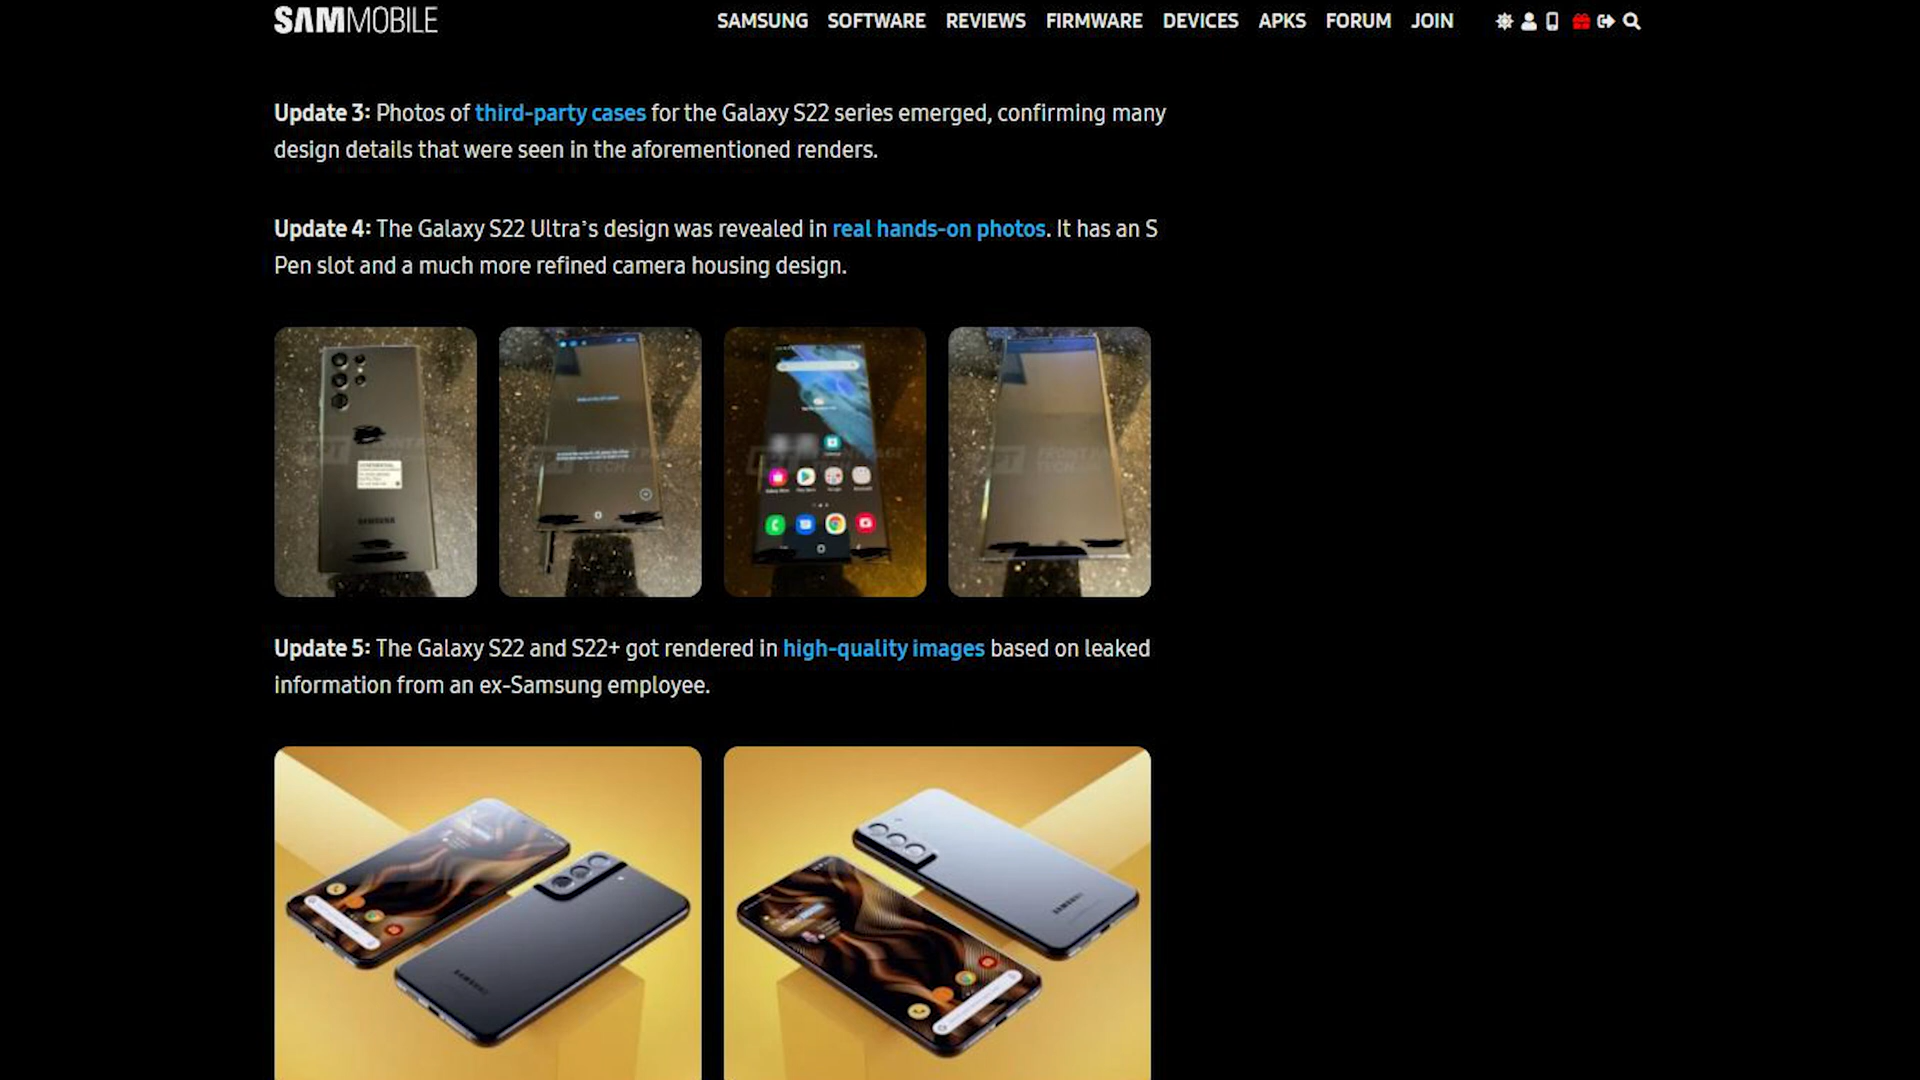 SAMMOBILE
SAMSUNG SOFTWARE REVIEWS FIRMWARE DEVICES APKS FORUM JOIN
Update 3: Photos of third-party cases for the Galaxy S22 series emerged, confirming many
design details that were seen in the aforementioned renders.
Update 4: The Galaxy S22 Ultra’s design was revealed in real hands-on photos. It has an S
Pen slot and a much more refined camera housing design.
SAMSUNG
Update 5: The Galaxy S22 and S22+ got rendered in high-quality images based on leaked
information from an ex-Samsung employee.
SAMSUNG
SAMSUNG